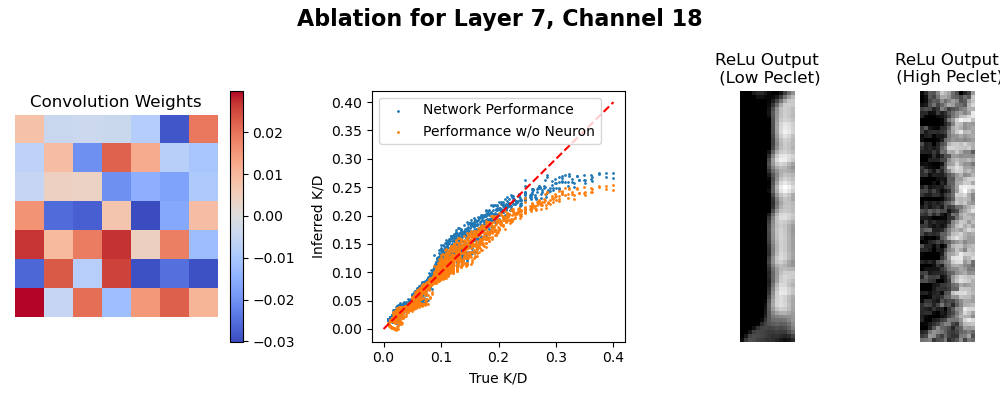 Ablation for Layer 7, Channel 18
Convolution Weights
0.02
0.01
0.00
−0.01
−0.02
−0.03
Inferred K/D
0.40
0.35
0.30
0.25
0.20
0.15
0.10
0.05
0.00
Network Performance
Performance w/o Neuron
0.0 0.1 0.2 0.3 0.4
True K/D
ReLu Output
(Low Peclet)
ReLu Output
(High Peclet)